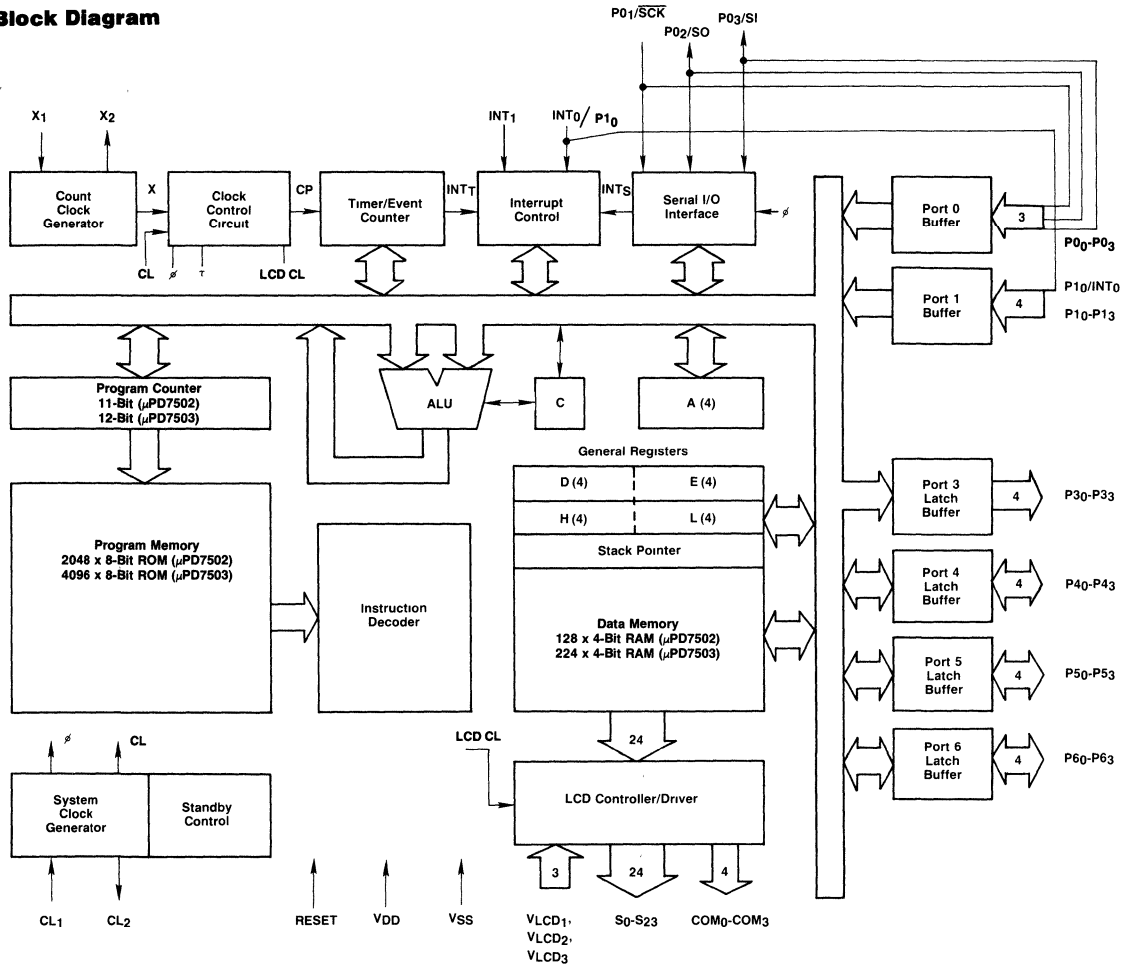 Block Diagram
P01/SCK
P02/SO
P03/SI
X1
X2
INT1
INT0/ P10
Count
Clock
Generator
X
Clock
Control
Circuit
CP
Timer/Event
Counter
INTT
Interrupt
Control
INTS
Serial I/O
Interface
ϕ
Port 0
Buffer
3
P00-P03
CL
ϕ
T
LCD CL
Port 1
Buffer
4
P10/INT0
P10-P13
Program Counter
11-Bit (µPD7502)
12-Bit (µPD7503)
ALU
C
A (4)
General Registers
D (4)
E (4)
H (4)
L (4)
Stack Pointer
Port 3
Latch
Buffer
4
P30-P33
Program Memory
2048 x 8-Bit ROM (µPD7502)
4096 x 8-Bit ROM (µPD7503)
Instruction
Decoder
Data Memory
128 x 4-Bit RAM (µPD7502)
224 x 4-Bit RAM (µPD7503)
Port 4
Latch
Buffer
4
P40-P43
Port 5
Latch
Buffer
4
P50-P53
ϕ
CL
LCD CL
24
Port 6
Latch
Buffer
4
P60-P63
System
Clock
Generator
Standby
Control
LCD Controller/Driver
3
24
4
CL1
CL2
RESET
VDD
VSS
VLCD1,
VLCD2,
VLCD3
S0-S23
COM0-COM3